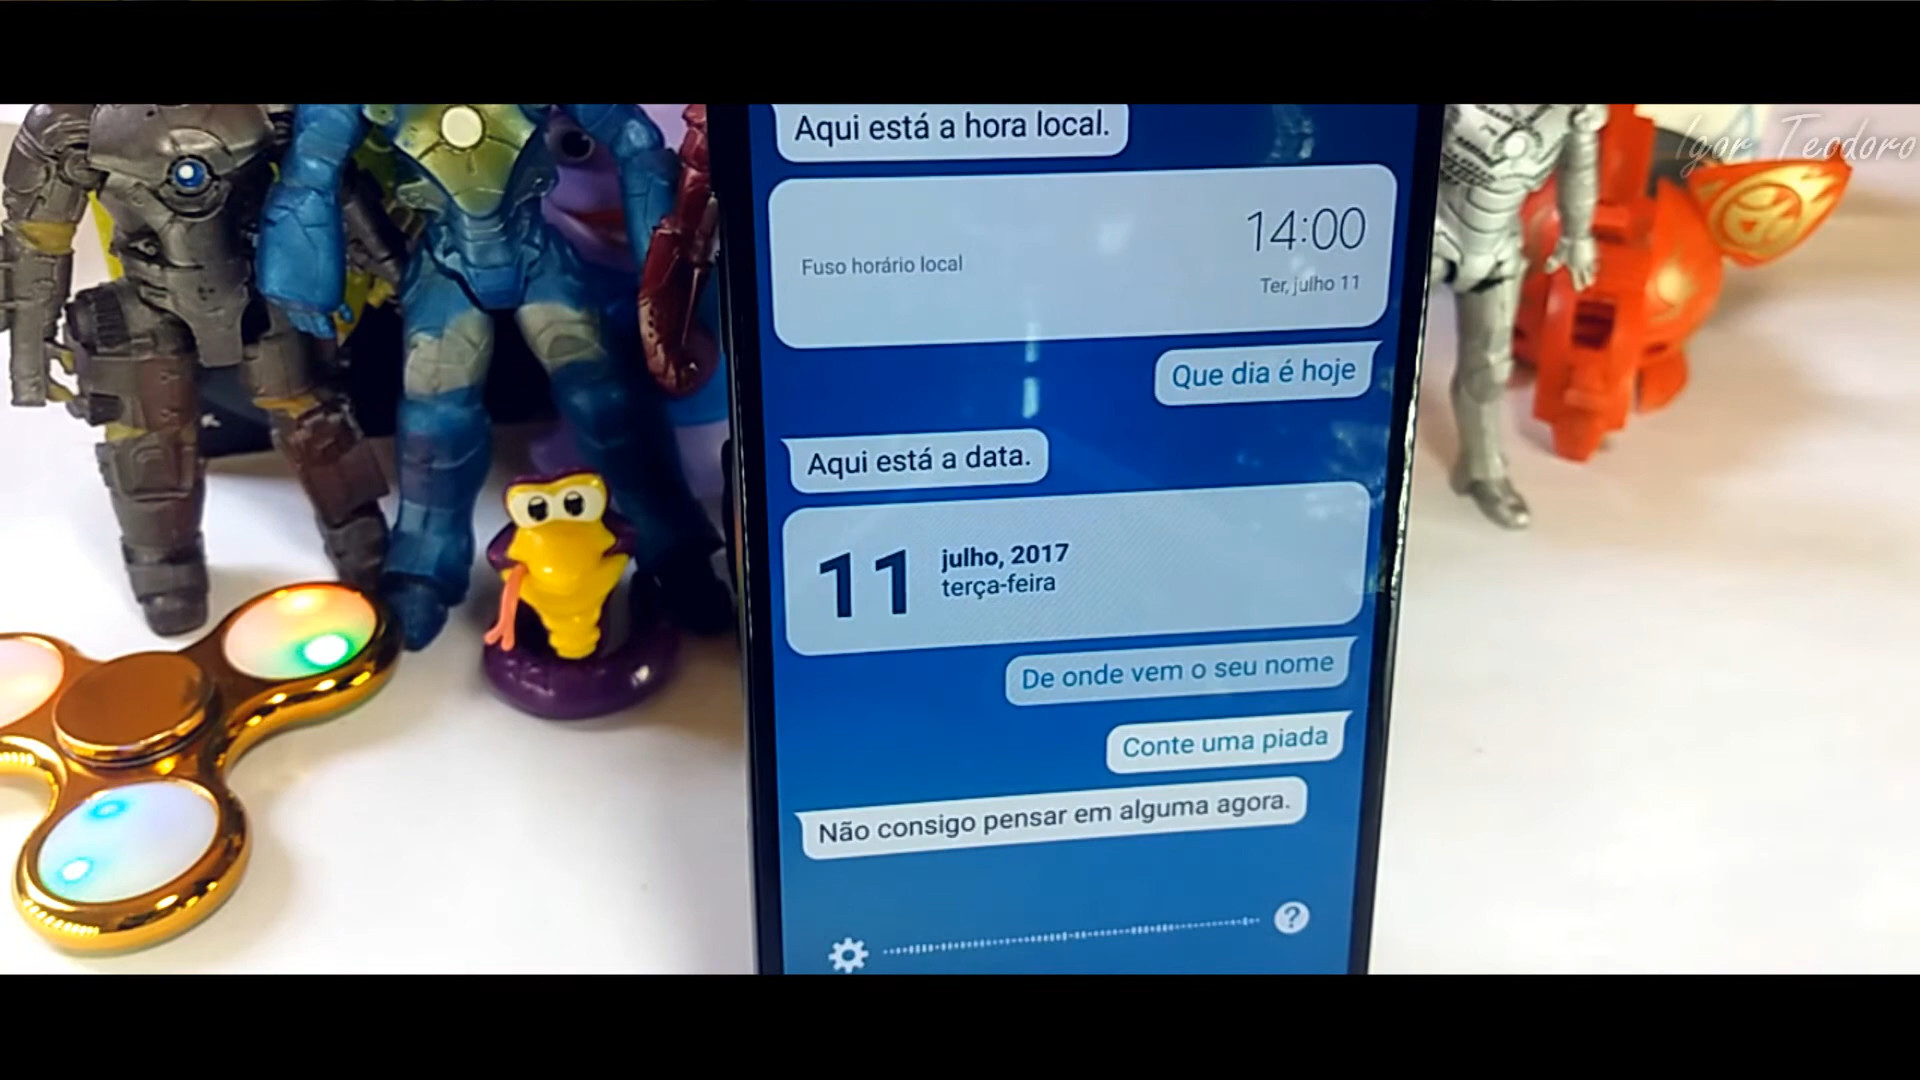 Igor Teodoro
Aqui está a hora local.
14:00
Fuso horário local
Ter, julho 11
Que dia é hoje
Aqui está a data.
11
julho, 2017
terça-feira
De onde vem o seu nome
Conte uma piada
Não consigo pensar em alguma agora.
?